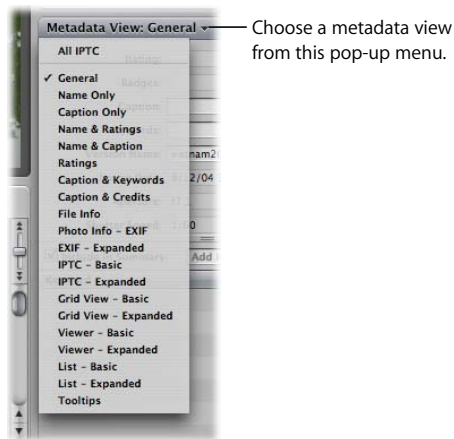 Metadata View: General
Choose a metadata view
from this pop-up menu.
All IPTC
✓ General
Name Only
Caption Only
Name & Ratings
Name & Caption
Ratings
Caption & Keywords
Caption & Credits
File Info
Photo Info – EXIF
EXIF – Expanded
IPTC – Basic
IPTC – Expanded
Grid View – Basic
Grid View – Expanded
Viewer – Basic
Viewer – Expanded
List – Basic
List – Expanded
Tooltips